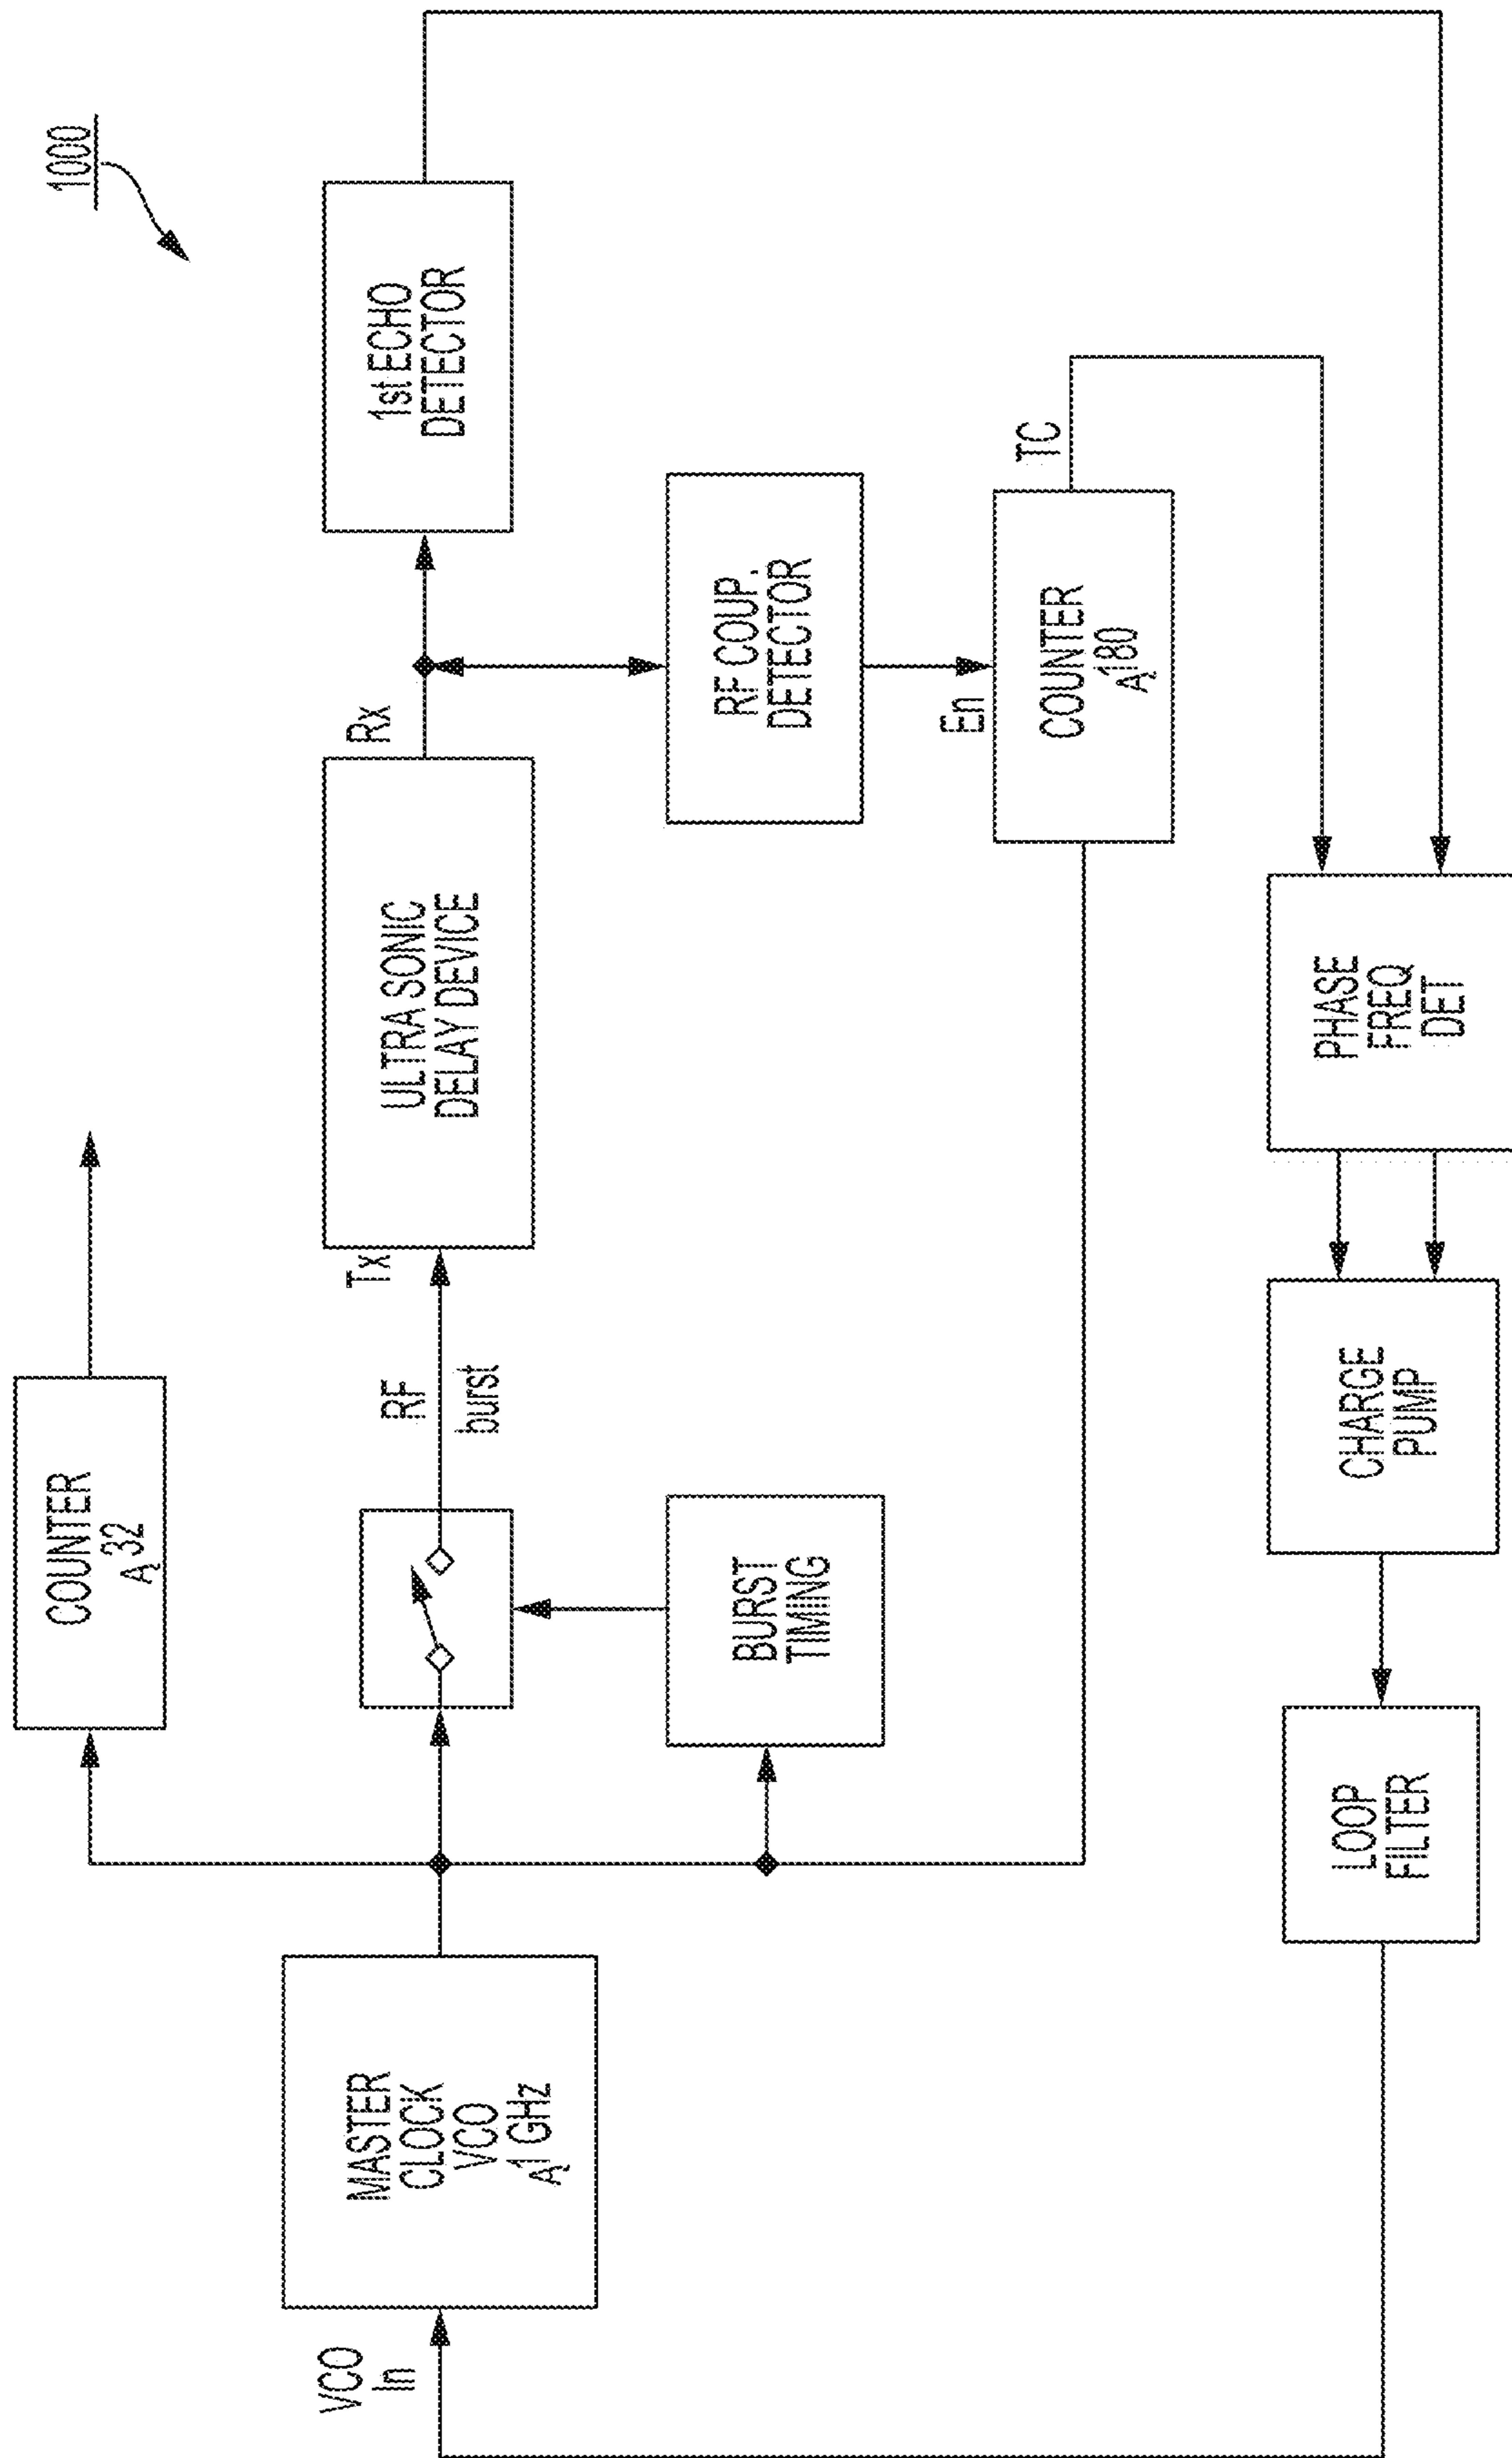 1000
COUNTER
A 32
MASTER
CLOCK
VCO
A 1 GHz
VCO
In
RF
burst
Tx
ULTRA SONIC
DELAY DEVICE
Rx
1st ECHO
DETECTOR
BURST
TIMING
RF COUP.
DETECTOR
En
COUNTER
A 180
TC
LOOP
FILTER
CHARGE
PUMP
PHASE
FREQ
DET